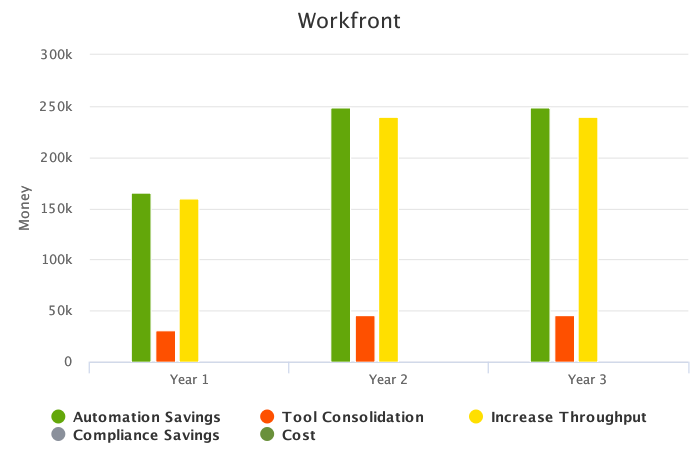 Workfront
300k
250k
200k
150k
100k
50k
0
Money
Year 1 Year 2 Year 3
Automation Savings Tool Consolidation Increase Throughput
Compliance Savings Cost